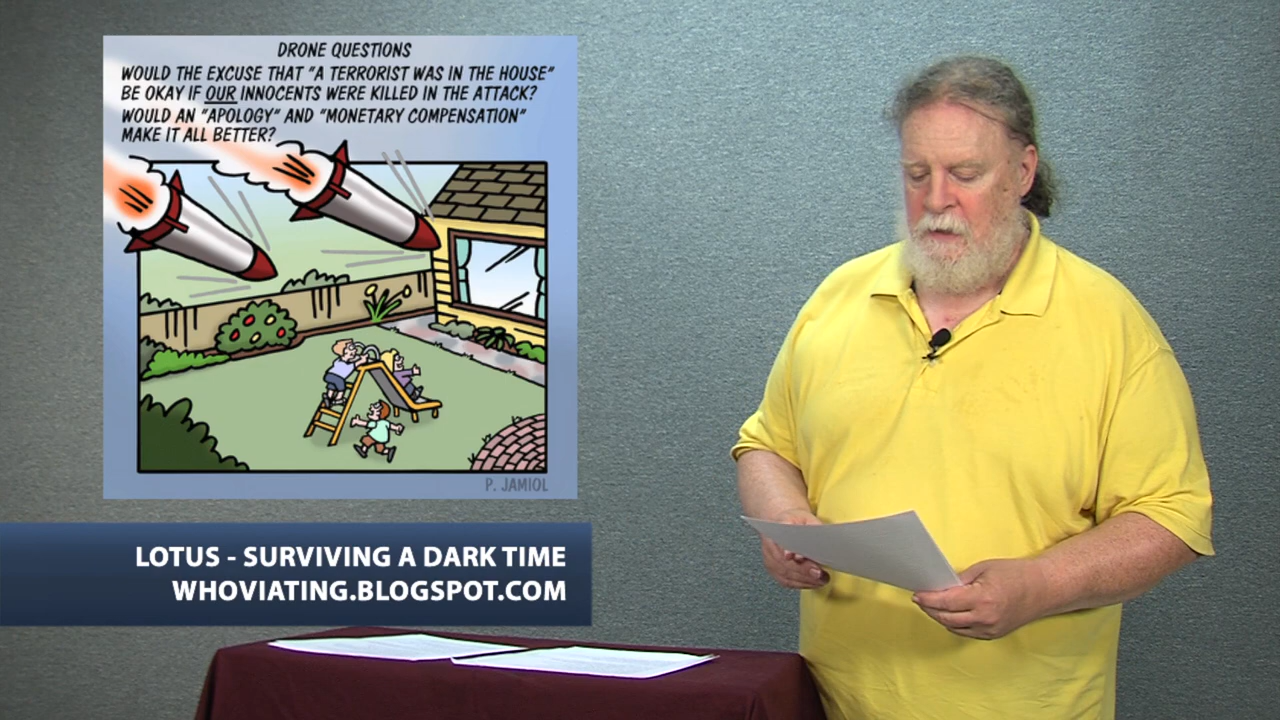 DRONE QUESTIONS
WOULD THE EXCUSE THAT "A TERRORIST WAS IN THE HOUSE"
BE OKAY IF OUR INNOCENTS WERE KILLED IN THE ATTACK?
WOULD AN "APOLOGY" AND "MONETARY COMPENSATION"
MAKE IT ALL BETTER?
P. JAMIOL
LOTUS - SURVIVING A DARK TIME
WHOVIATING.BLOGSPOT.COM